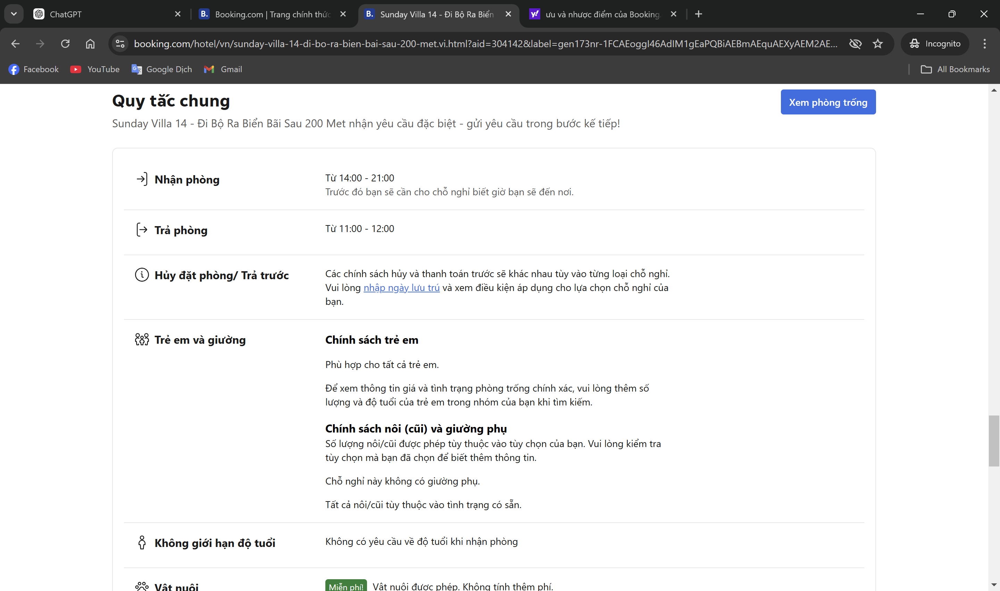 ChatGPT
Booking.com | Trang chính thức
Sunday Villa 14 - Đi Bộ Ra Biển
ưu và nhược điểm của Booking.
booking.com/hotel/vn/sunday-villa-14-di-bo-ra-bien-bai-sau-200-met.vi.html?aid=304142&label=gen173nr-1FCAEoggI46AdIM1gEaPQBiAEBmAEquAEXyAEM2AE...
Incognito
Facebook
YouTube
Google Dịch
Gmail
All Bookmarks
Quy tắc chung
Xem phòng trống
Sunday Villa 14 - Đi Bộ Ra Biển Bãi Sau 200 Met nhận yêu cầu đặc biệt - gửi yêu cầu trong bước kế tiếp!
Nhận phòng
Từ 14:00 - 21:00
Trước đó bạn sẽ cần cho chỗ nghỉ biết giờ bạn sẽ đến nơi.
Trả phòng
Từ 11:00 - 12:00
Hủy đặt phòng/ Trả trước
Các chính sách hủy và thanh toán trước sẽ khác nhau tùy vào từng loại chỗ nghỉ.
Vui lòng nhập ngày lưu trú và xem điều kiện áp dụng cho lựa chọn chỗ nghỉ của
bạn.
Trẻ em và giường
Chính sách trẻ em
Phù hợp cho tất cả trẻ em.
Để xem thông tin giá và tình trạng phòng trống chính xác, vui lòng thêm số
lượng và độ tuổi của trẻ em trong nhóm của bạn khi tìm kiếm.
Chính sách nôi (cũi) và giường phụ
Số lượng nôi/cũi được phép tùy thuộc vào tùy chọn của bạn. Vui lòng kiểm tra
tùy chọn mà bạn đã chọn để biết thêm thông tin.
Chỗ nghỉ này không có giường phụ.
Tất cả nôi/cũi tùy thuộc vào tình trạng có sẵn.
Không giới hạn độ tuổi
Không có yêu cầu về độ tuổi khi nhận phòng
Vật nuôi
Miễn phí! Vật nuôi được phép. Không tính thêm phí.